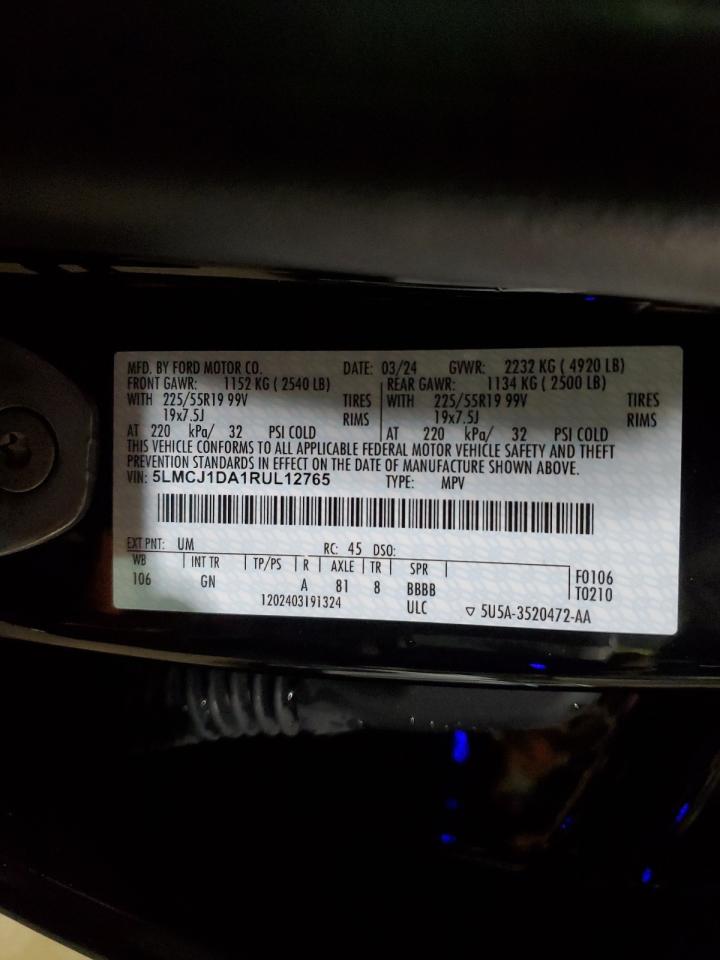 MFD. BY FORD MOTOR CO. DATE: 03/24 GVWR: 2232 KG ( 4920 LB)
FRONT GAWR: 1152 KG ( 2540 LB) REAR GAWR: 1134 KG ( 2500 LB)
WITH 225/55R19 99V TIRES WITH 225/55R19 99V TIRES
19x7.5J RIMS 19x7.5J RIMS
AT 220 kPa/ 32 PSI COLD AT 220 kPa/ 32 PSI COLD
THIS VEHICLE CONFORMS TO ALL APPLICABLE FEDERAL MOTOR VEHICLE SAFETY AND THEFT
PREVENTION STANDARDS IN EFFECT ON THE DATE OF MANUFACTURE SHOWN ABOVE.
VIN: 5LMCJ1DA1RUL12765 TYPE: MPV
EXT PNT: UM RC: 45 DSO:
WB INT TR TP/PS R AXLE TR SPR F0106
106 GN A 81 8 BBBB T0210
1202403191324 ULC ▽ 5U5A-3520472-AA